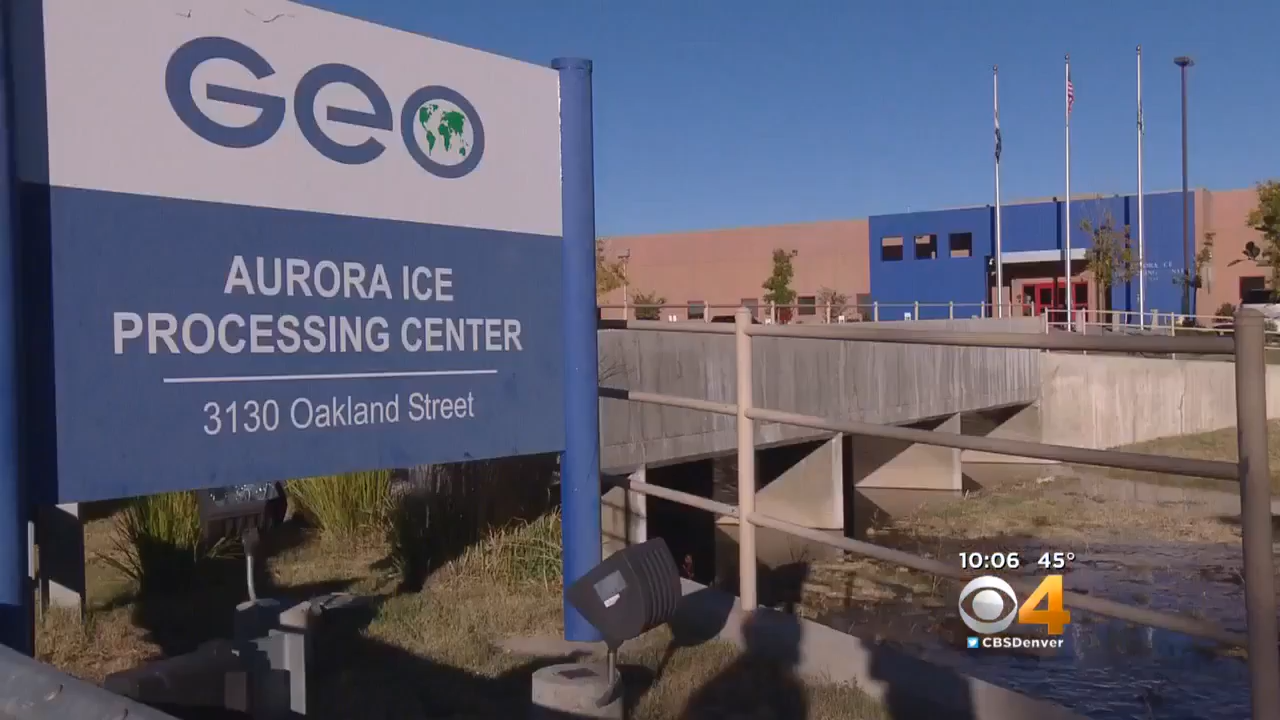 GEO
AURORA ICE
PROCESSING CENTER
3130 Oakland Street
10:06 45°
4
CBSDenver